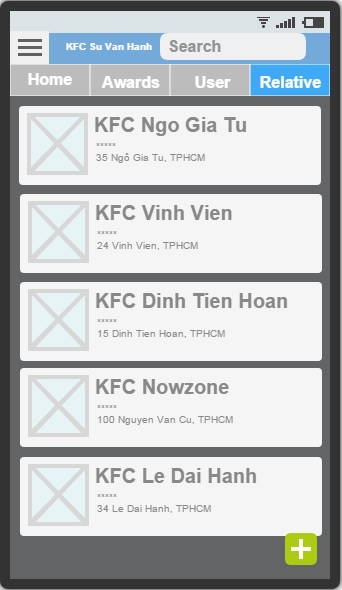 KFC Su Van Hanh
Search
Home
Awards
User
Relative
KFC Ngo Gia Tu
*****
35 Ngô Gia Tu, TPHCM
KFC Vinh Vien
*****
24 Vinh Vien, TPHCM
KFC Dinh Tien Hoan
*****
15 Dinh Tien Hoan, TPHCM
KFC Nowzone
*****
100 Nguyen Van Cu, TPHCM
KFC Le Dai Hanh
*****
34 Le Dai Hanh, TPHCM